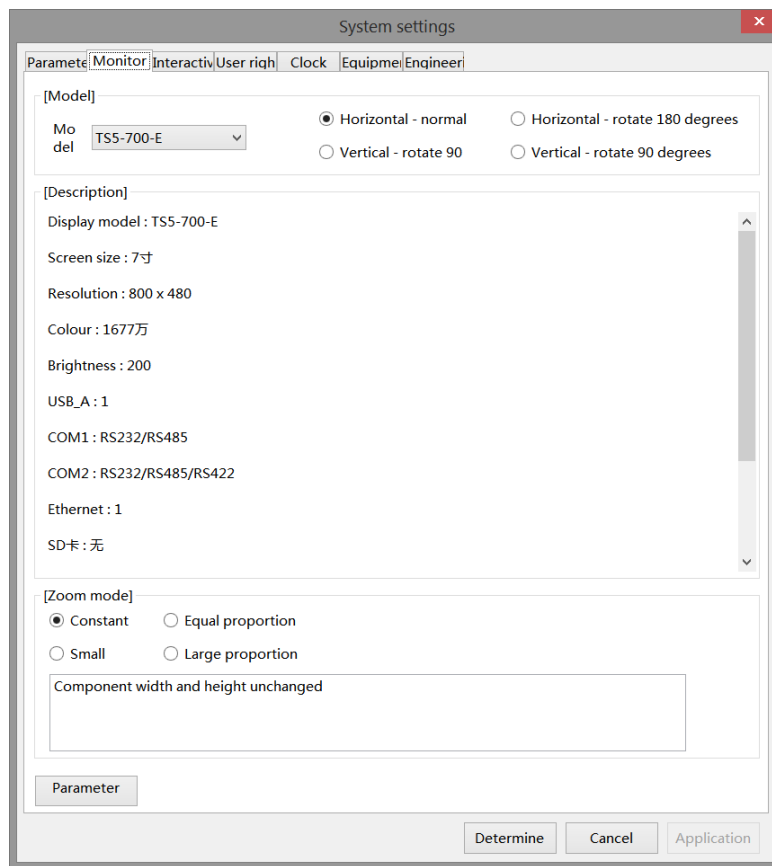 System settings
Paramete Monitor Interactiv User righ Clock Equipmen Engineeri
[Model]
Mo
del
TS5-700-E
Horizontal - normal
Horizontal - rotate 180 degrees
Vertical - rotate 90
Vertical - rotate 90 degrees
[Description]
Display model : TS5-700-E
Screen size : 7寸
Resolution : 800 x 480
Colour : 1677万
Brightness : 200
USB_A : 1
COM1 : RS232/RS485
COM2 : RS232/RS485/RS422
Ethernet : 1
SD卡 : 无
[Zoom mode]
Constant
Equal proportion
Small
Large proportion
Component width and height unchanged
Parameter
Determine
Cancel
Application